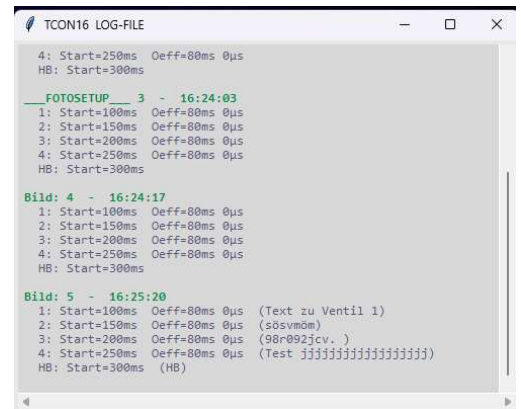 TCON16 LOG-FILE
4: Start=250ms Oeff=80ms 0µs
HB: Start=300ms
___FOTOSETUP___ 3 - 16:24:03
1: Start=100ms Oeff=80ms 0µs
2: Start=150ms Oeff=80ms 0µs
3: Start=200ms Oeff=80ms 0µs
4: Start=250ms Oeff=80ms 0µs
HB: Start=300ms
Bild: 4 - 16:24:17
1: Start=100ms Oeff=80ms 0µs
2: Start=150ms Oeff=80ms 0µs
3: Start=200ms Oeff=80ms 0µs
4: Start=250ms Oeff=80ms 0µs
HB: Start=300ms
Bild: 5 - 16:25:20
1: Start=100ms Oeff=80ms 0µs (Text zu Ventil 1)
2: Start=150ms Oeff=80ms 0µs (sösvmöm)
3: Start=200ms Oeff=80ms 0µs (98r092jcv. )
4: Start=250ms Oeff=80ms 0µs (Test jjjjjjjjjjjjjjjjjj)
HB: Start=300ms (HB)